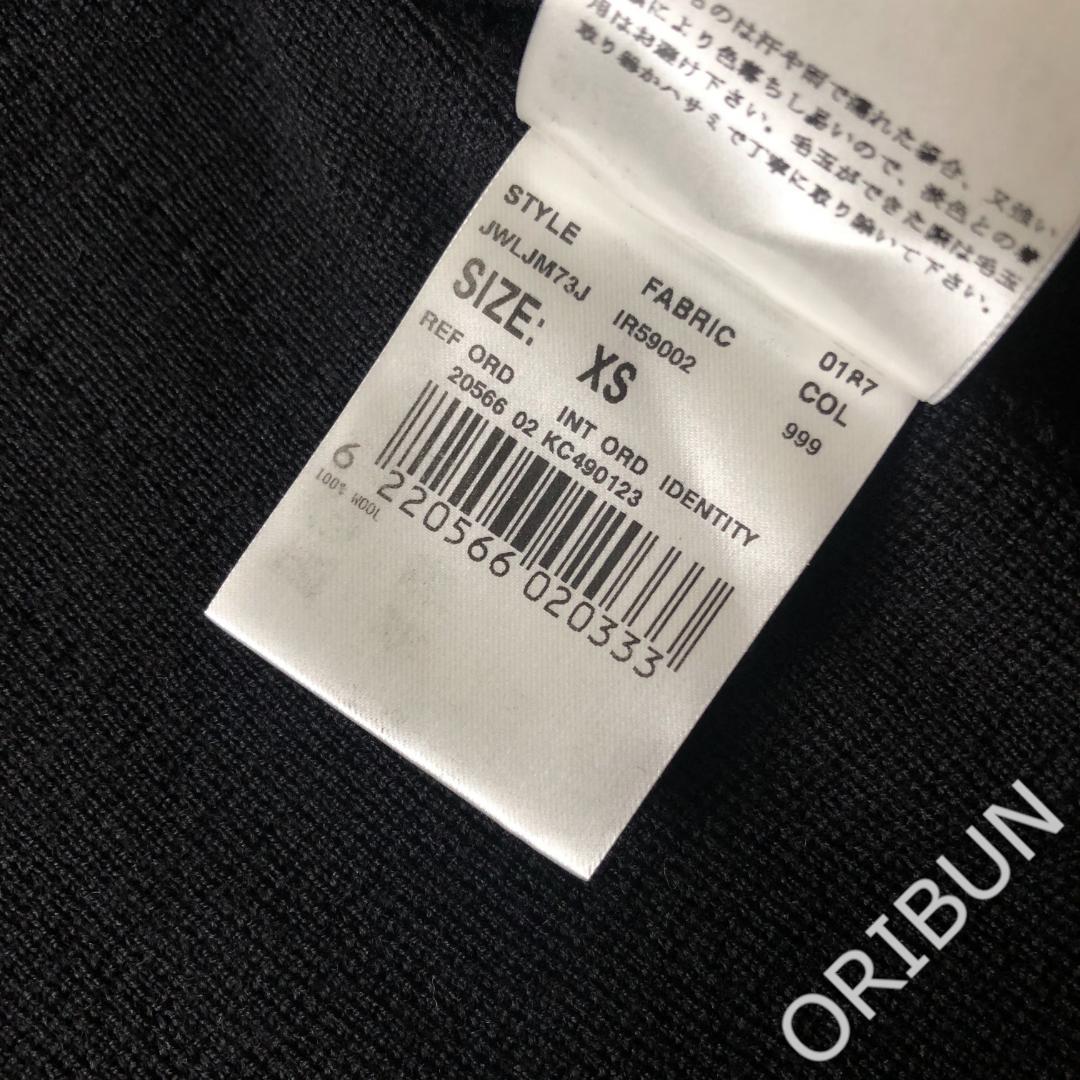 ものは汗や雨で濡れた場合、又強い
擦により色落ちし易いので、淡色との着
用はお避け下さい。毛玉ができた際は毛玉
取り器かハサミで丁寧に取り除いて下さい。
0187
STYLE FABRIC COL
JWLJM73J IR59002 999
SIZE: XS
REF ORD INT ORD IDENTITY
20566 02 KC490123
6 220566 020333
100% WOOL
ORIBUN